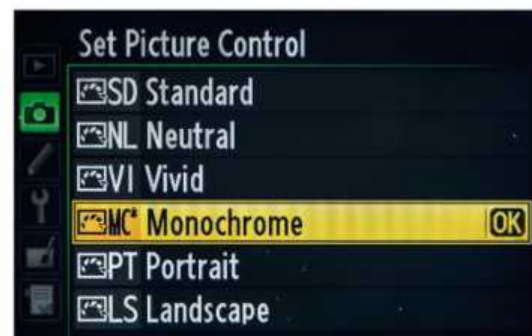 Set Picture Control
SD Standard
NL Neutral
VI Vivid
MC* Monochrome OK
PT Portrait
LS Landscape